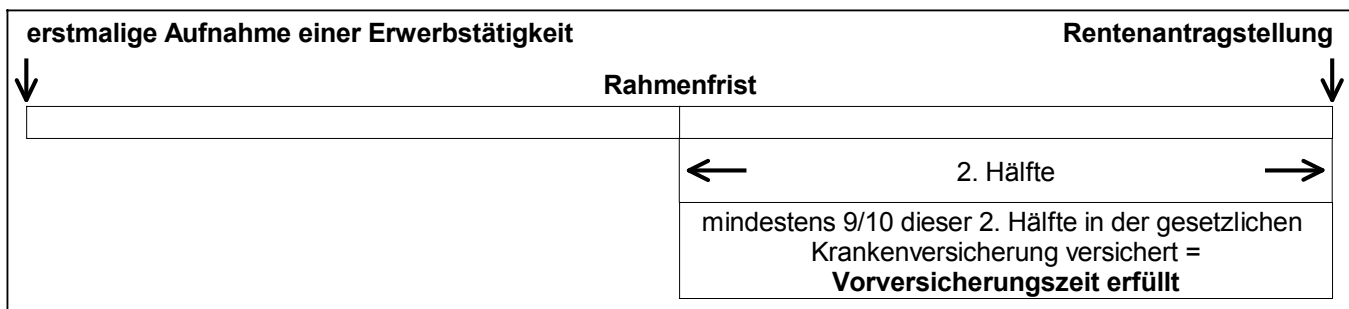 erstmalige Aufnahme einer Erwerbstätigkeit Rentenantragstellung
Rahmenfrist
2. Hälfte
mindestens 9/10 dieser 2. Hälfte in der gesetzlichen
Krankenversicherung versichert =
Vorversicherungszeit erfüllt